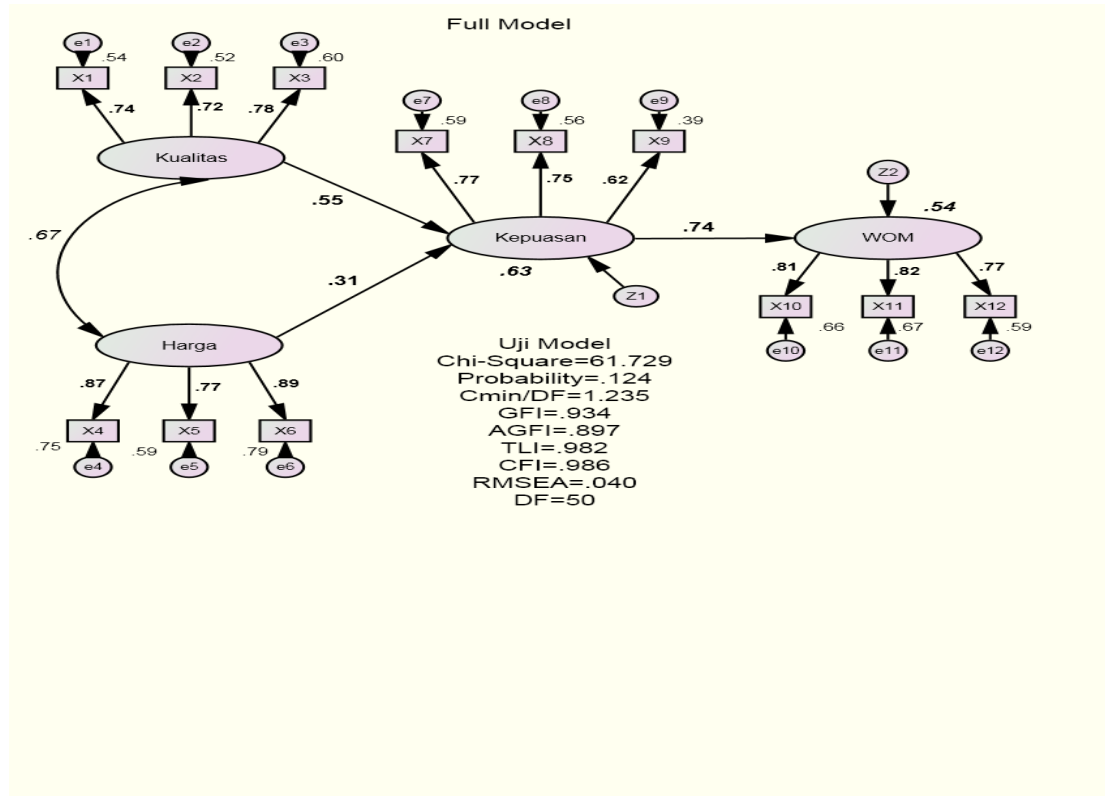 Full Model
e1 e2 e3
.54 .52 .60
X1 X2 X3
.74 .72 .78
Kualitas
e7 e8 e9
.59 .56 .39
X7 X8 X9
.77 .75 .62
Kepuasan
.63
Z1
.55
.67
.31
.74
Z2
.54
WOM
.81 .82 .77
X10 X11 X12
.66 .67 .59
e10 e11 e12
Harga
.87 .77 .89
X4 X5 X6
.75 .59 .79
e4 e5 e6
Uji Model
Chi-Square=61.729
Probability=.124
Cmin/DF=1.235
GFI=.934
AGFI=.897
TLI=.982
CFI=.986
RMSEA=.040
DF=50